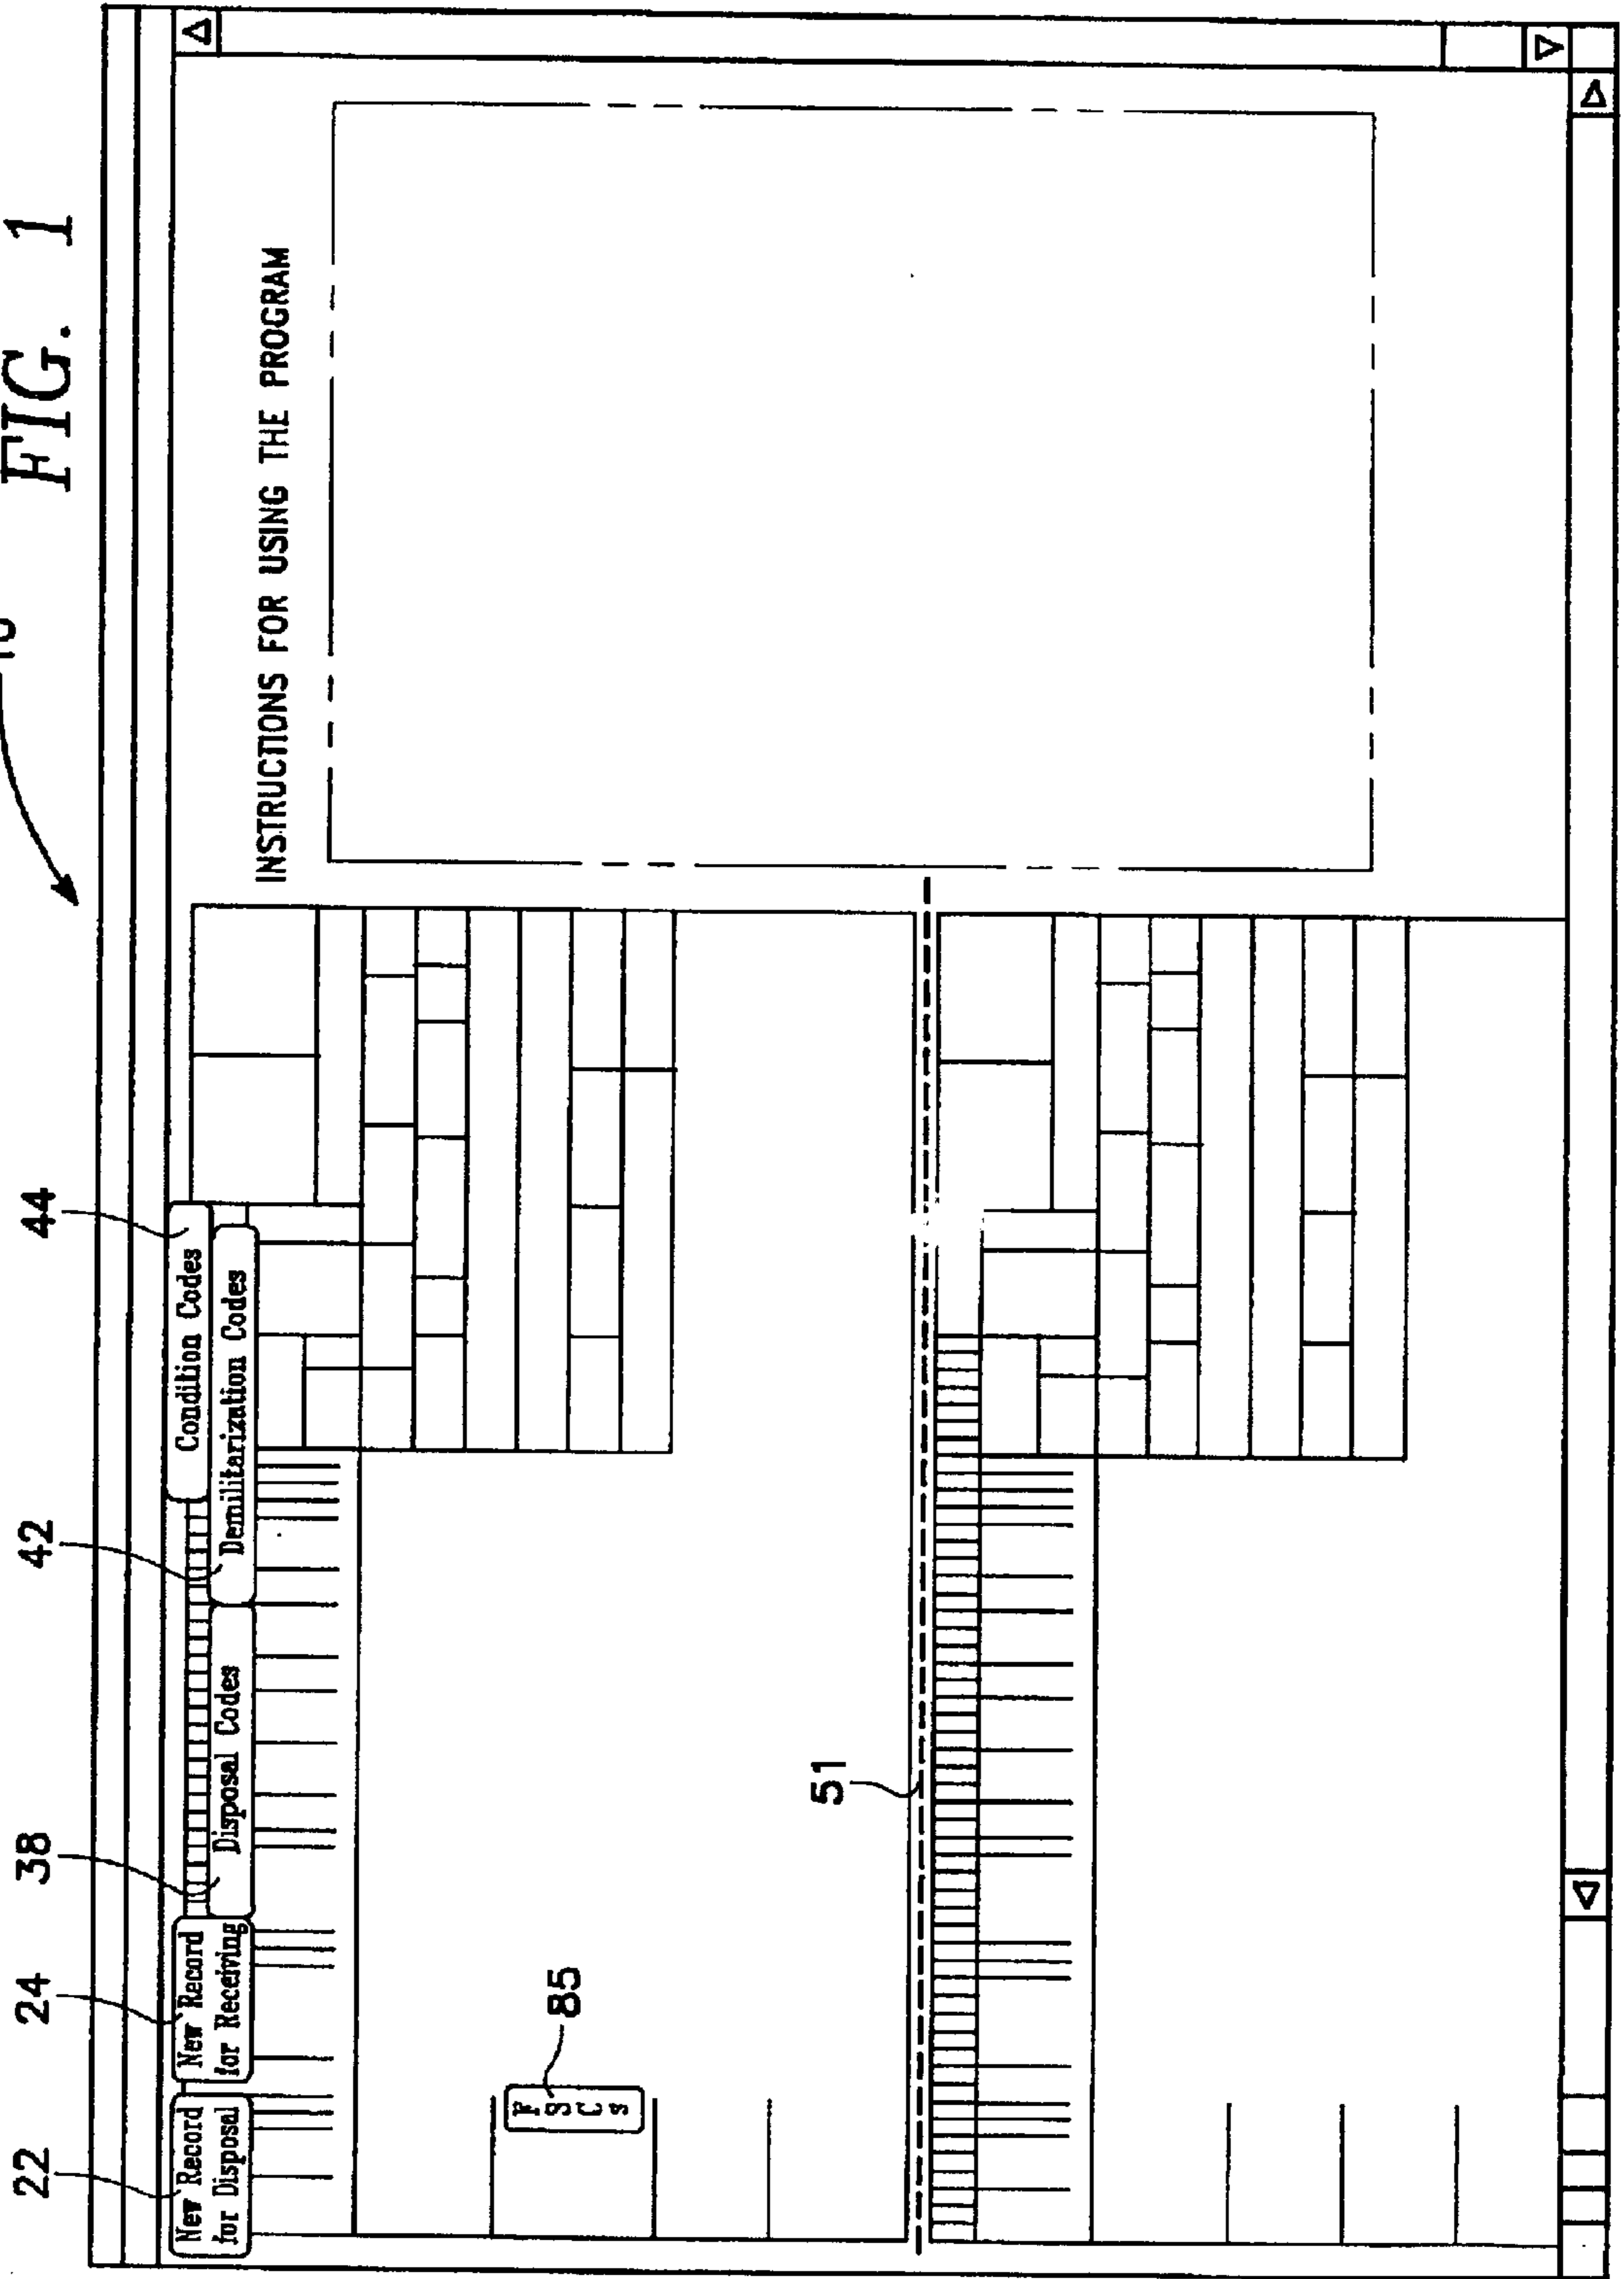 FIG. 1
22
24
38
42
44
New Record
for Disposal
New Record
for Receiving
Condition Codes
Disposal Codes
Demilitarization Codes
INSTRUCTIONS FOR USING THE PROGRAM
F
S
C
s
85
51